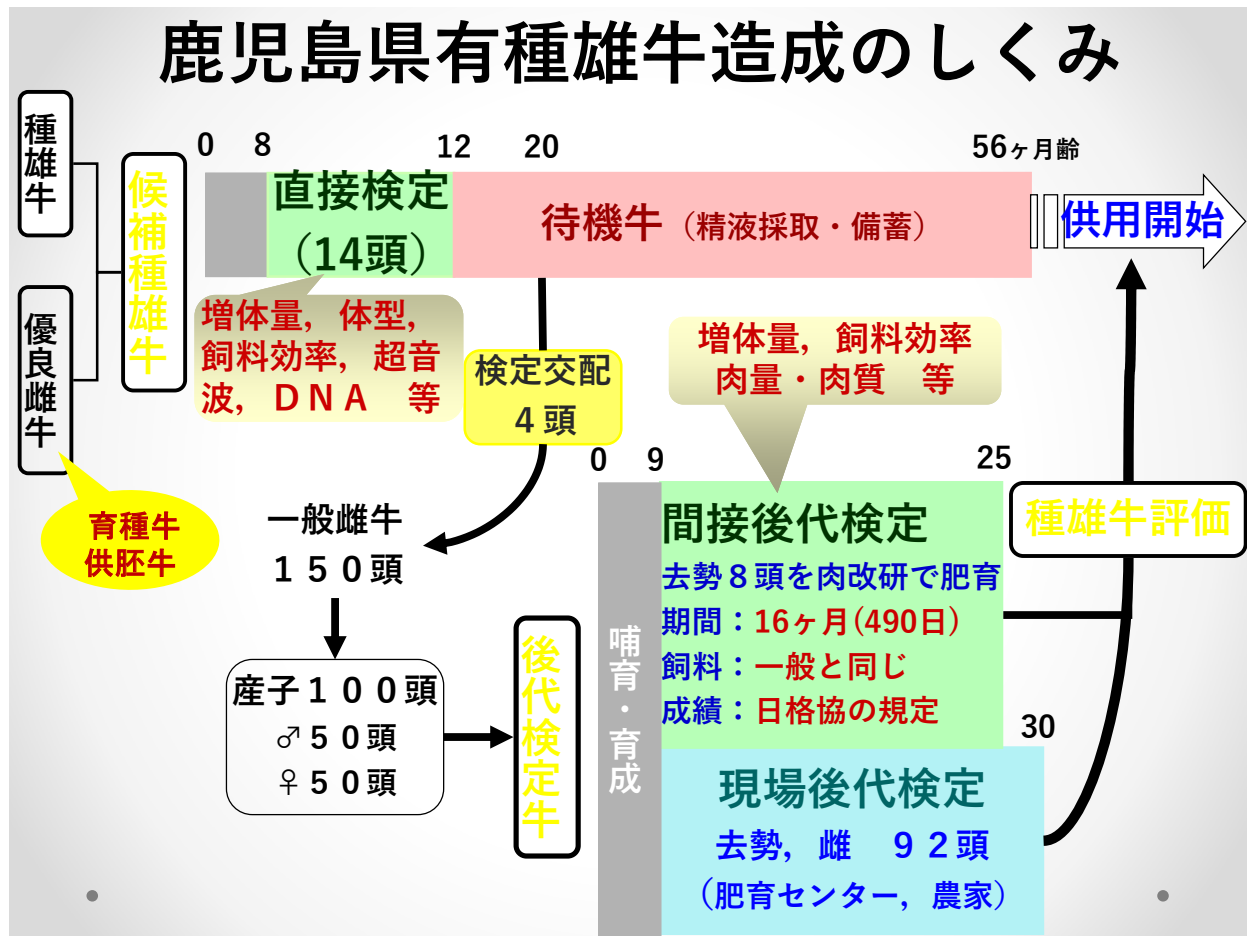 鹿児島県有種雄牛造成のしくみ
種雄牛
優良雌牛
候補種雄牛
育種牛
供胚牛
0
8
12
20
56ヶ月齢
直接検定
（14頭）
待機牛（精液採取・備蓄）
供用開始
増体量，体型，
飼料効率，超音
波，ＤＮＡ　等
検定交配
４頭
増体量，飼料効率
肉量・肉質　等
一般雌牛
１５０頭
産子１００頭
♂５０頭
♀５０頭
後代検定牛
0
9
25
哺育・育成
間接後代検定
去勢８頭を肉改研で肥育
期間：16ヶ月(490日)
飼料：一般と同じ
成績：日格協の規定
30
現場後代検定
去勢，雌　９２頭
（肥育センター，農家）
種雄牛評価